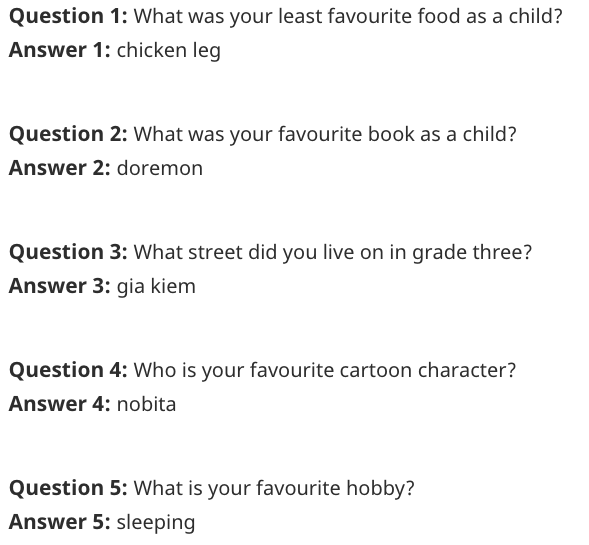 Question 1: What was your least favourite food as a child?
Answer 1: chicken leg
Question 2: What was your favourite book as a child?
Answer 2: doremon
Question 3: What street did you live on in grade three?
Answer 3: gia kiem
Question 4: Who is your favourite cartoon character?
Answer 4: nobita
Question 5: What is your favourite hobby?
Answer 5: sleeping